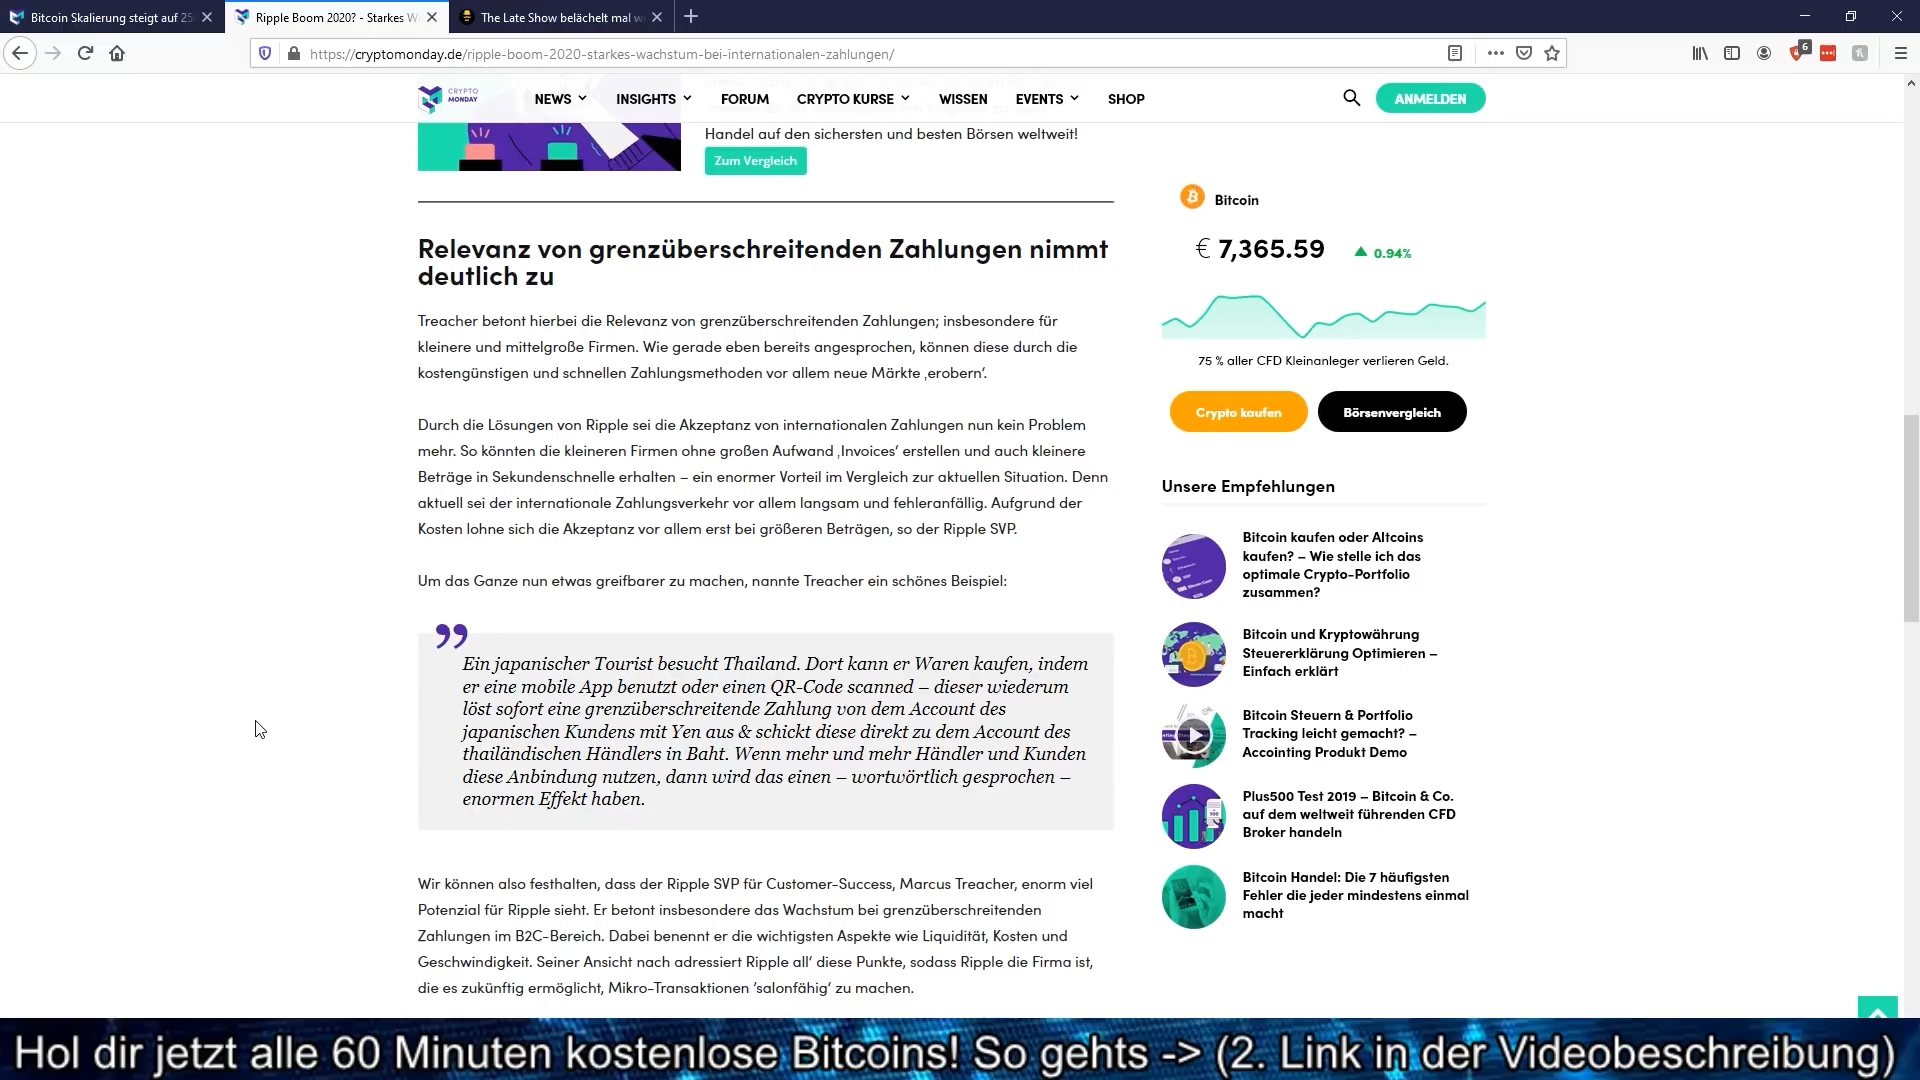 Bitcoin Skalierung steigt auf 25
Ripple Boom 2020? - Starkes W
The Late Show belächelt mal w
https://cryptomonday.de/ripple-boom-2020-starkes-wachstum-bei-internationalen-zahlungen/
6
CRYPTO
MONDAY
NEWS
INSIGHTS
FORUM
CRYPTO KURSE
WISSEN
EVENTS
SHOP
ANMELDEN
Handel auf den sichersten und besten Börsen weltweit!
Zum Vergleich
Relevanz von grenzüberschreitenden Zahlungen nimmt
deutlich zu
Treacher betont hierbei die Relevanz von grenzüberschreitenden Zahlungen; insbesondere für
kleinere und mittelgroße Firmen. Wie gerade eben bereits angesprochen, können diese durch die
kostengünstigen und schnellen Zahlungsmethoden vor allem neue Märkte ‚erobern‘.
Durch die Lösungen von Ripple sei die Akzeptanz von internationalen Zahlungen nun kein Problem
mehr. So könnten die kleineren Firmen ohne großen Aufwand ‚Invoices‘ erstellen und auch kleinere
Beträge in Sekundenschnelle erhalten – ein enormer Vorteil im Vergleich zur aktuellen Situation. Denn
aktuell sei der internationale Zahlungsverkehr vor allem langsam und fehleranfällig. Aufgrund der
Kosten lohne sich die Akzeptanz vor allem erst bei größeren Beträgen, so der Ripple SVP.
Um das Ganze nun etwas greifbarer zu machen, nannte Treacher ein schönes Beispiel:
”
Ein japanischer Tourist besucht Thailand. Dort kann er Waren kaufen, indem
er eine mobile App benutzt oder einen QR-Code scanned – dieser wiederum
löst sofort eine grenzüberschreitende Zahlung von dem Account des
japanischen Kundens mit Yen aus & schickt diese direkt zu dem Account des
thailändischen Händlers in Baht. Wenn mehr und mehr Händler und Kunden
diese Anbindung nutzen, dann wird das einen – wortwörtlich gesprochen –
enormen Effekt haben.
Wir können also festhalten, dass der Ripple SVP für Customer-Success, Marcus Treacher, enorm viel
Potenzial für Ripple sieht. Er betont insbesondere das Wachstum bei grenzüberschreitenden
Zahlungen im B2C-Bereich. Dabei benennt er die wichtigsten Aspekte wie Liquidität, Kosten und
Geschwindigkeit. Seiner Ansicht nach adressiert Ripple all‘ diese Punkte, sodass Ripple die Firma ist,
die es zukünftig ermöglicht, Mikro-Transaktionen ’salonfähig‘ zu machen.
Bitcoin
€ 7,365.59
0.94%
75 % aller CFD Kleinanleger verlieren Geld.
Crypto kaufen
Börsenvergleich
Unsere Empfehlungen
Bitcoin kaufen oder Altcoins
kaufen? – Wie stelle ich das
optimale Crypto-Portfolio
zusammen?
Bitcoin und Kryptowährung
Steuererklärung Optimieren –
Einfach erklärt
Bitcoin Steuern & Portfolio
Tracking leicht gemacht? –
Accointing Produkt Demo
Plus500 Test 2019 – Bitcoin & Co.
auf dem weltweit führenden CFD
Broker handeln
Bitcoin Handel: Die 7 häufigsten
Fehler die jeder mindestens einmal
macht
Hol dir jetzt alle 60 Minuten kostenlose Bitcoins! So gehts -> (2. Link in der Videobeschreibung)